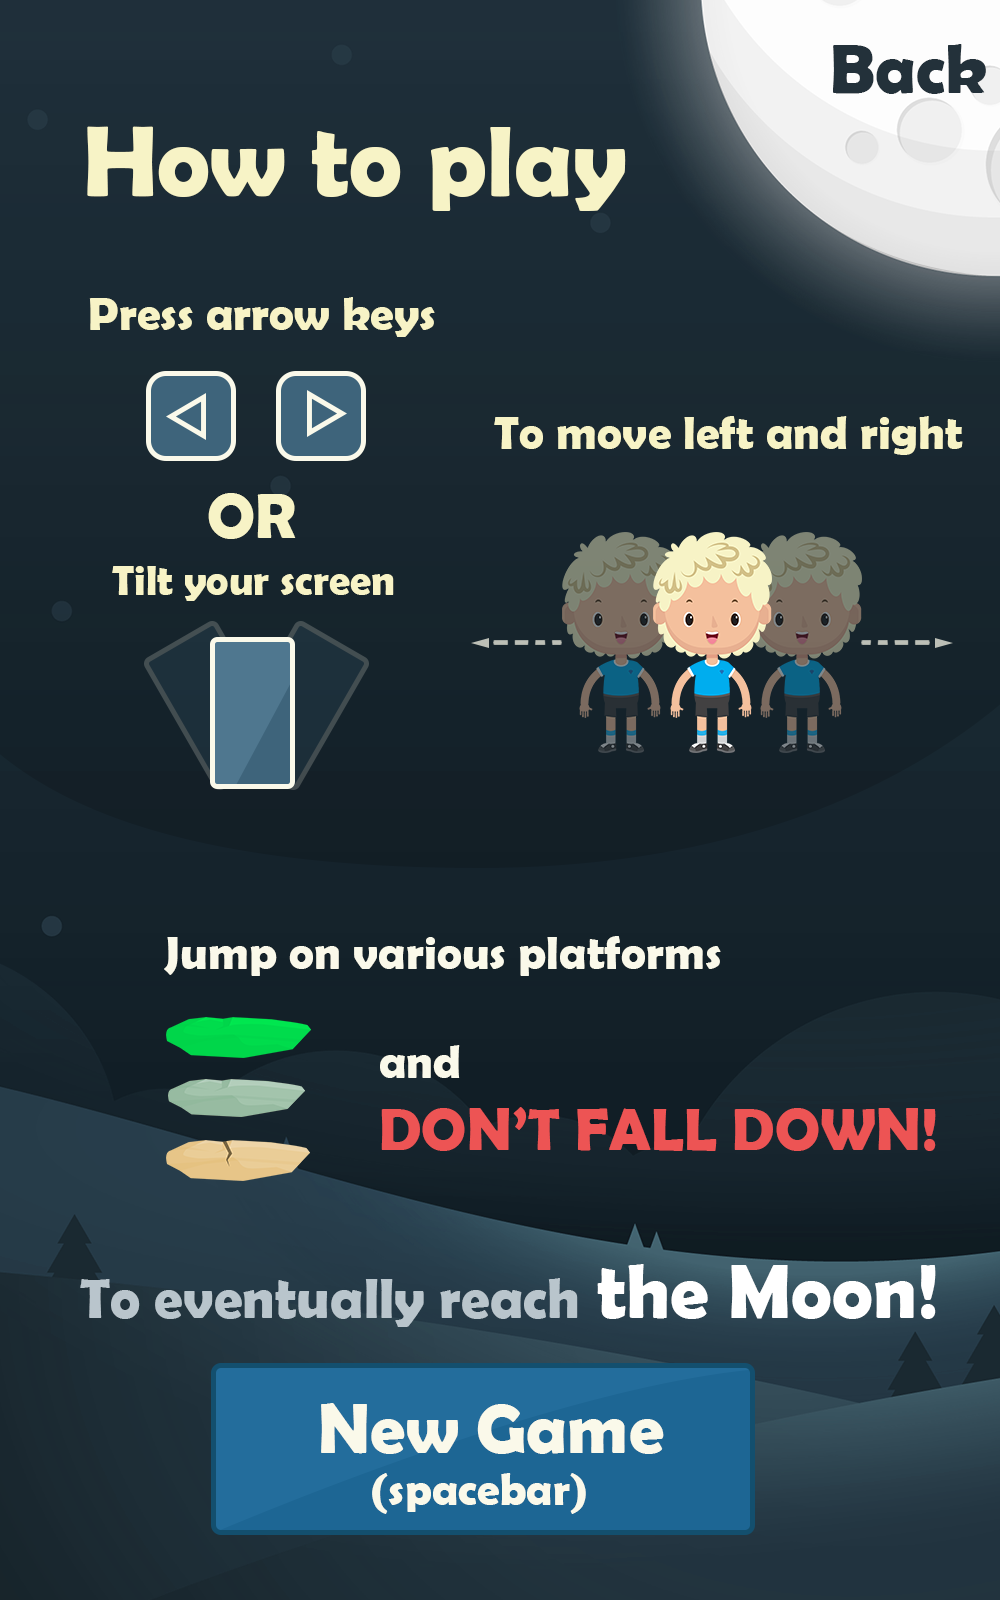 Back
How to play
Press arrow keys
To move left and right
OR
Tilt your screen
Jump on various platforms
and
DON’T FALL DOWN!
To eventually reach the Moon!
New Game
(spacebar)